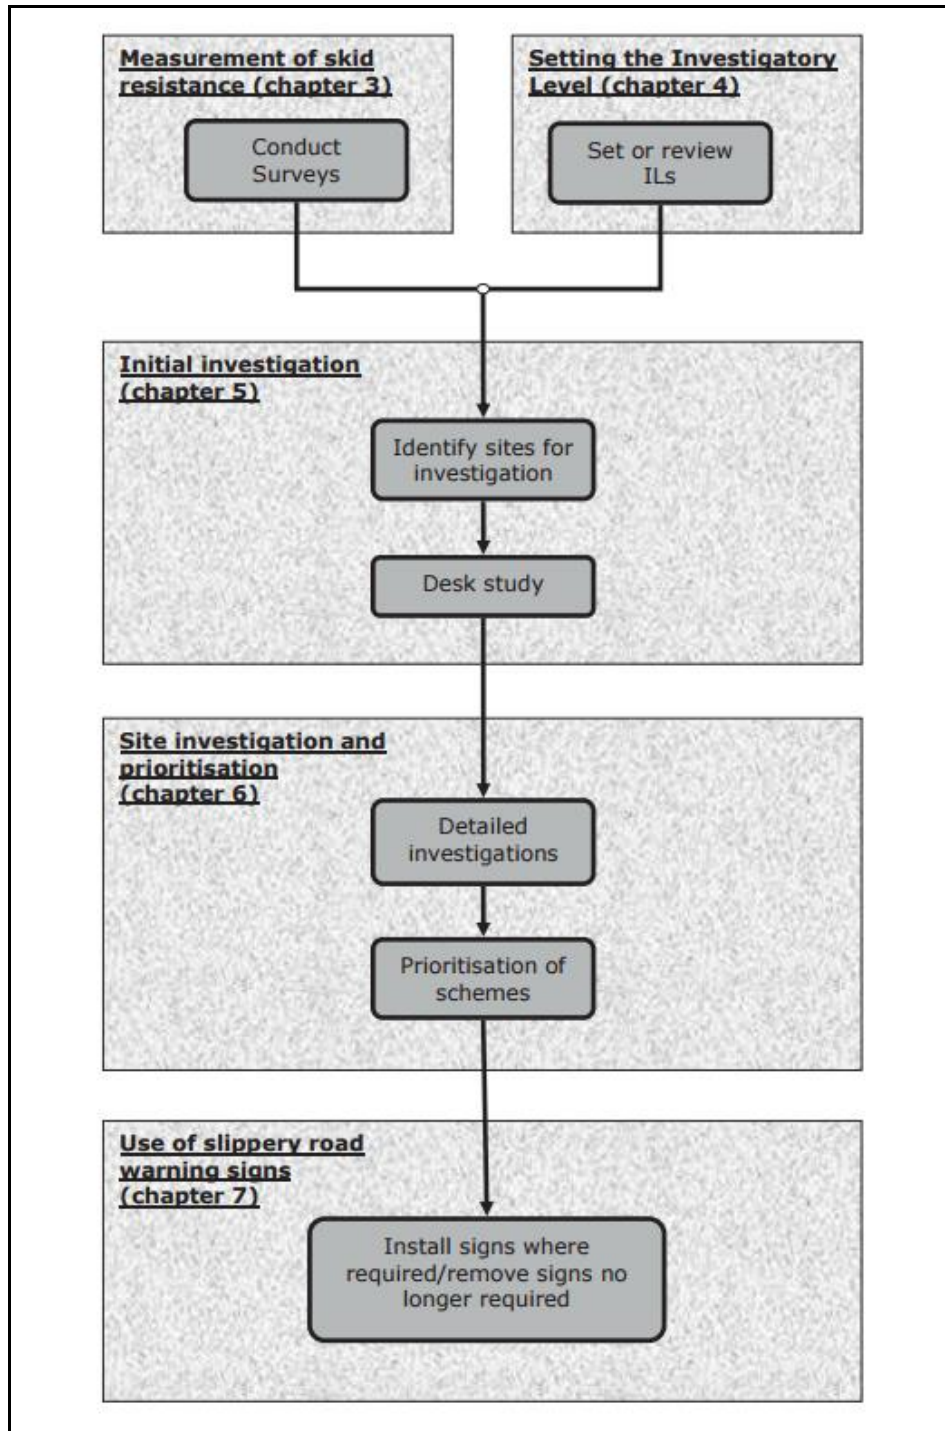 Measurement of skid
resistance (chapter 3)
Conduct
Surveys
Setting the Investigatory
Level (chapter 4)
Set or review
ILs
Initial investigation
(chapter 5)
Identify sites for
investigation
Desk study
Site investigation and
prioritisation
(chapter 6)
Detailed
investigations
Prioritisation of
schemes
Use of slippery road
warning signs
(chapter 7)
Install signs where
required/remove signs no
longer required